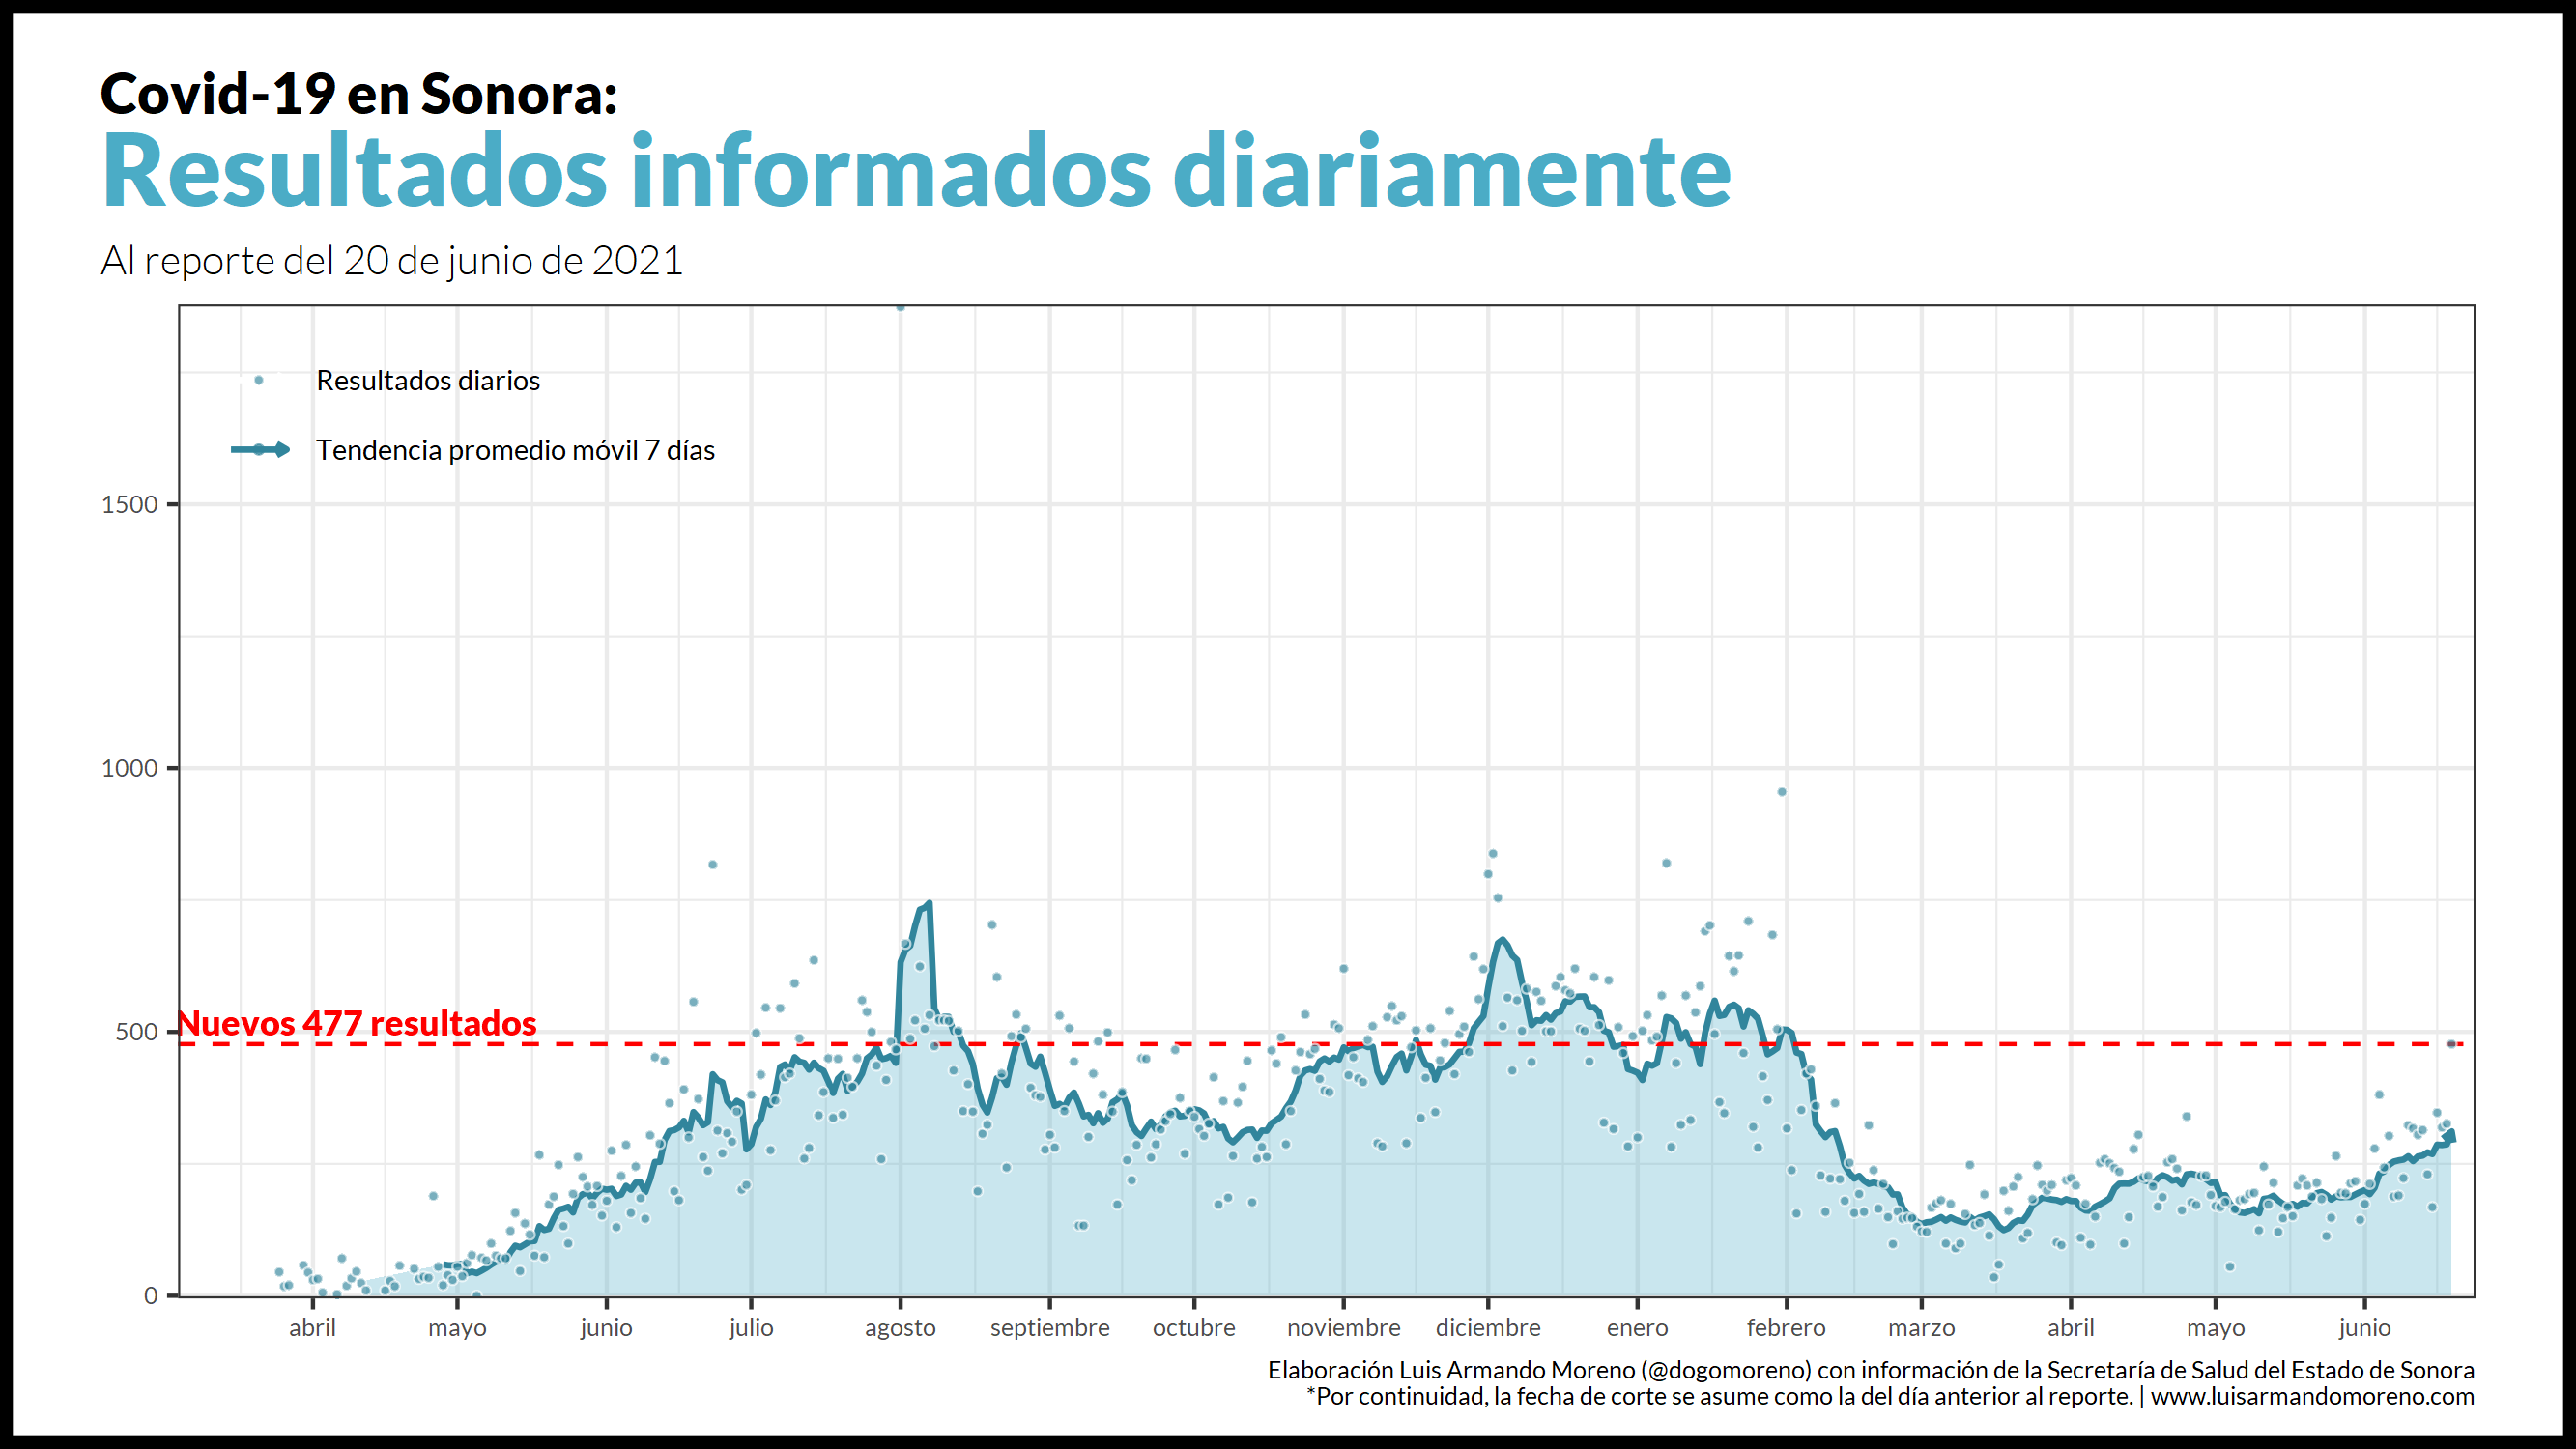 Covid-19 en Sonora:
Resultados informados diariamente
Al reporte del 20 de junio de 2021
Resultados diarios
Tendencia promedio móvil 7 días
1500
1000
500
0
Nuevos 477 resultados
abril mayo junio julio agosto septiembre octubre noviembre diciembre enero febrero marzo abril mayo junio
Elaboración Luis Armando Moreno (@dogomoreno) con información de la Secretaría de Salud del Estado de Sonora
*Por continuidad, la fecha de corte se asume como la del día anterior al reporte. | www.luisarmandomoreno.com